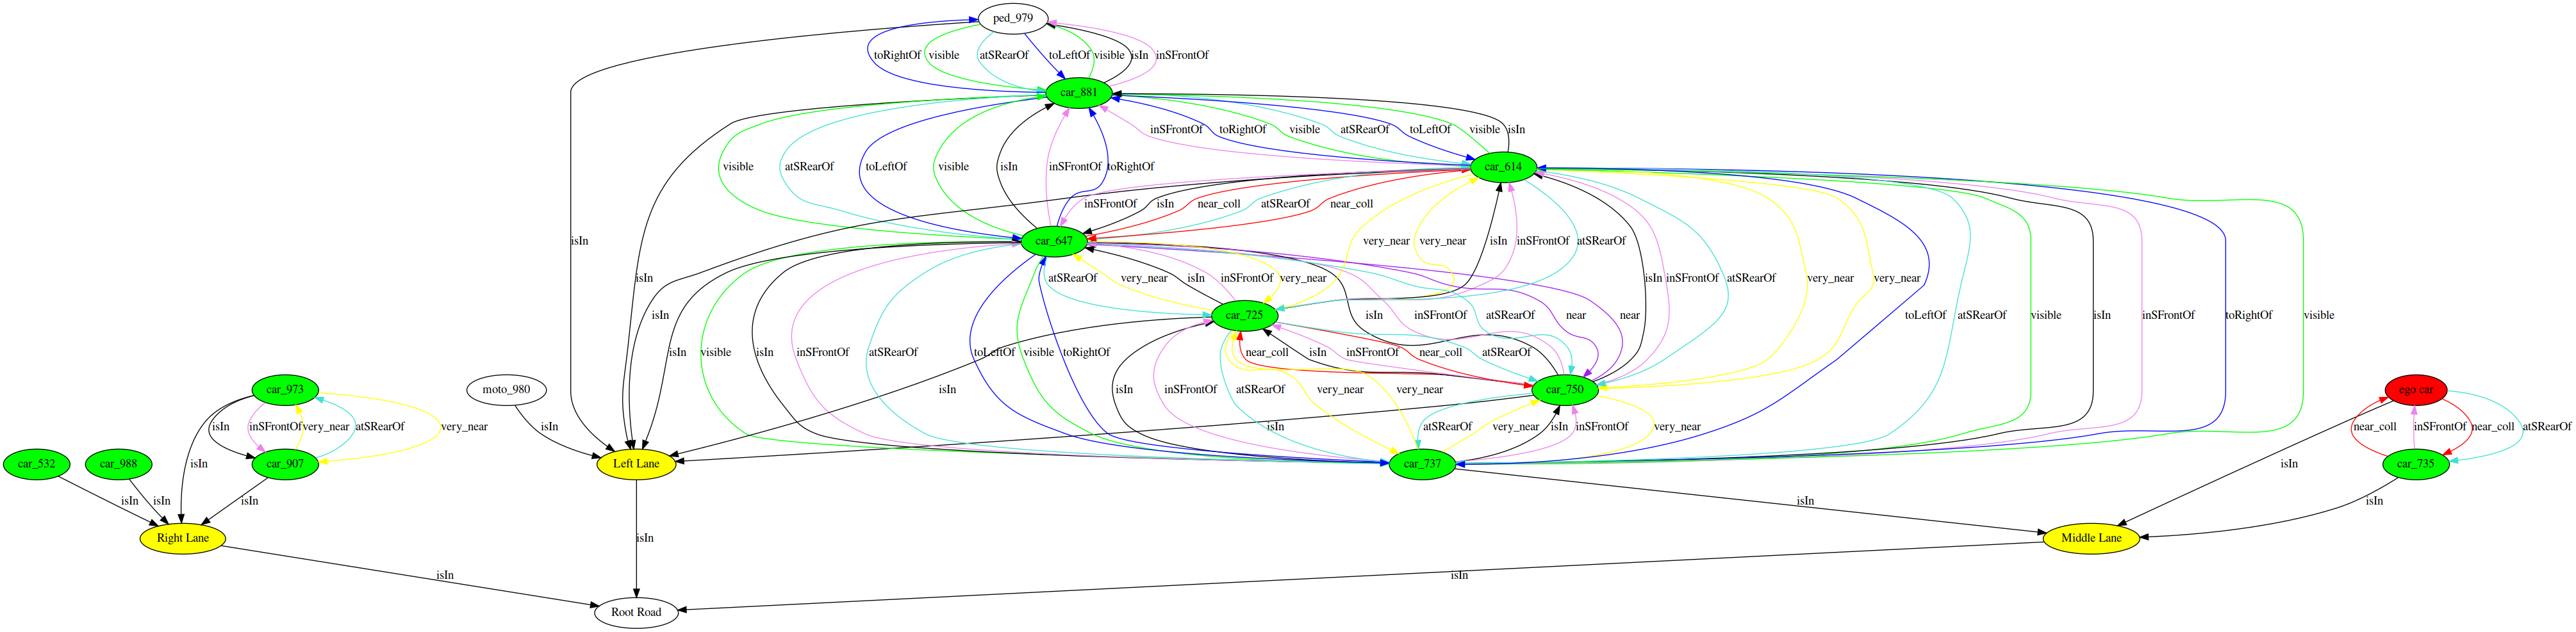 ped_979
toRightOf visible atSRearOf toLeftOf visible isIn inSFrontOf
car_881
inSFrontOf toRightOf visible atSRearOf toLeftOf visible isIn
visible atSRearOf toLeftOf visible isIn inSFrontOf toRightOf car_614
inSFrontOf isIn near_coll atSRearOf near_coll
isIn car_647 very_near very_near isIn inSFrontOf atSRearOf
isIn atSRearOf very_near isIn inSFrontOf very_near isIn inSFrontOf atSRearOf very_near very_near
isIn car_725 isIn inSFrontOf atSRearOf near near toLeftOf atSRearOf visible isIn inSFrontOf toRightOf visible
isIn visible isIn inSFrontOf atSRearOf toLeftOf visible toRightOf near_coll isIn inSFrontOf near_coll atSRearOf
car_973 moto_980 isIn isIn inSFrontOf atSRearOf very_near very_near car_750 ego car
isIn inSFrontOf very_near atSRearOf very_near isIn isIn atSRearOf very_near isIn inSFrontOf very_near near_coll inSFrontOf near_coll atSRearOf
car_532 car_988 isIn car_907 Left Lane car_737 isIn car_735
isIn isIn isIn isIn isIn
Right Lane isIn Middle Lane
isIn isIn
Root Road